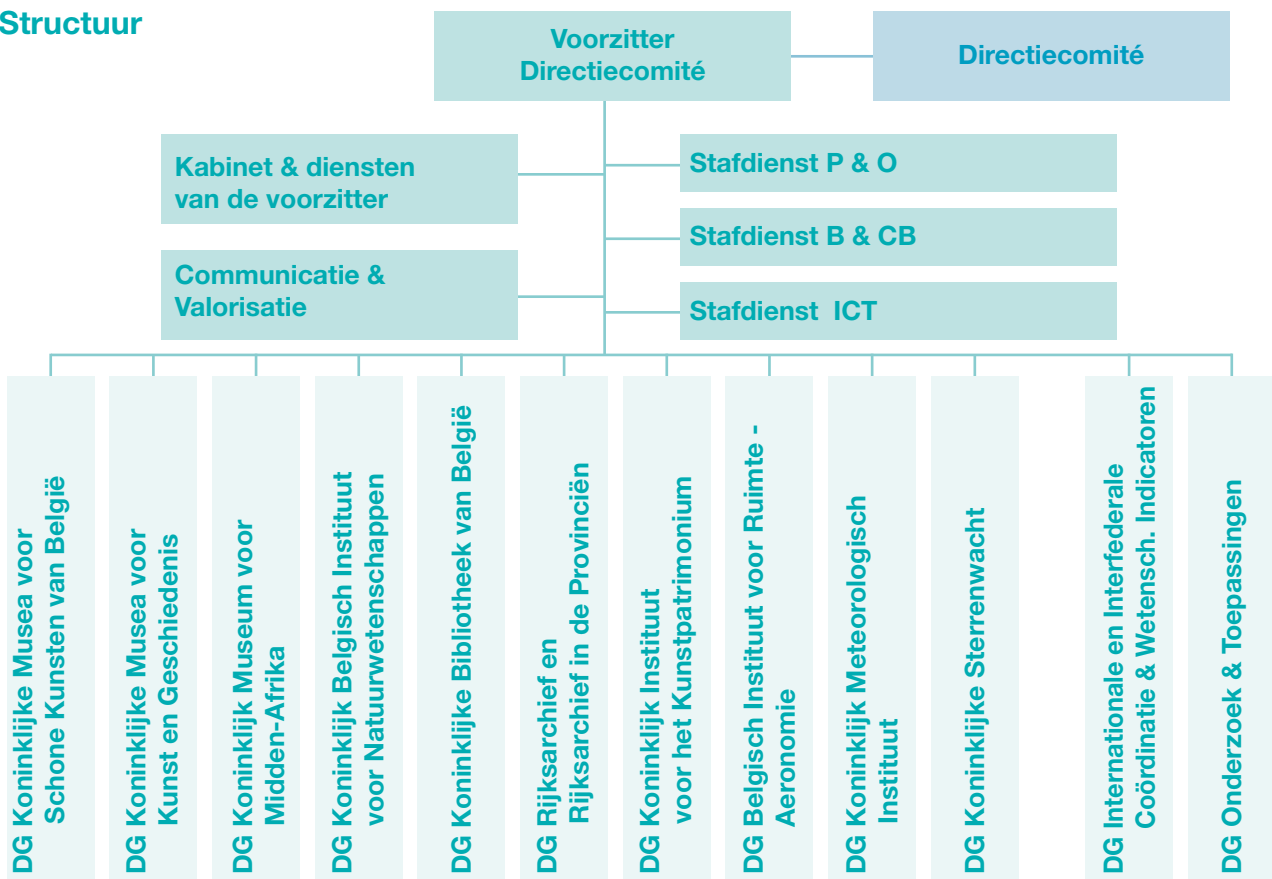 Structuur
Voorzitter
Directiecomité
Directiecomité
Kabinet & diensten
van de voorzitter
Communicatie &
Valorisatie
Stafdienst P & O
Stafdienst B & CB
Stafdienst ICT
DG Koninklijke Musea voor
Schone Kunsten van België
DG Koninklijke Musea voor
Kunst en Geschiedenis
DG Koninklijk Museum voor
Midden-Afrika
DG Koninklijk Belgisch Instituut
voor Natuurwetenschappen
DG Koninklijke Bibliotheek van België
DG Rijksarchief en
Rijksarchief in de Provinciën
DG Koninklijk Instituut
voor het Kunstpatrimonium
DG Belgisch Instituut voor Ruimte -
Aeronomie
DG Koninklijk Meteorologisch
Instituut
DG Koninklijke Sterrenwacht
DG Internationale en Interfederale
Coördinatie & Wetensch. Indicatoren
DG Onderzoek & Toepassingen